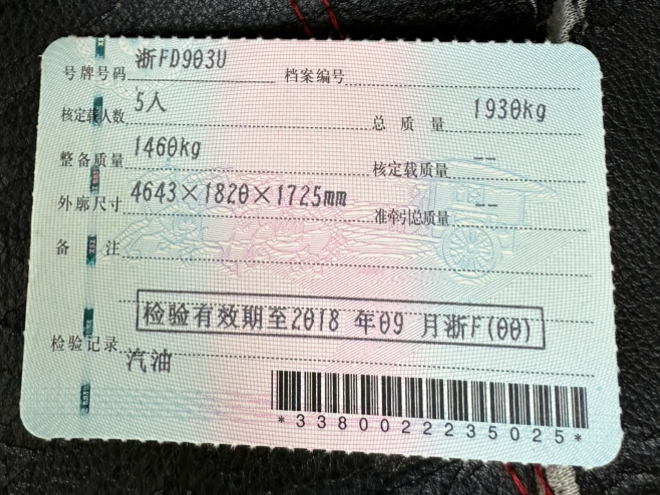 号牌号码 浙FD903U 档案编号
核定载人数 5人 总质量 1930kg
整备质量 1460kg 核定载质量 --
外廓尺寸 4643×1820×1725mm 准牵引总质量 --
备注
检验有效期至2018 年09 月浙F(00)
检验记录
汽油
*3380022235025*